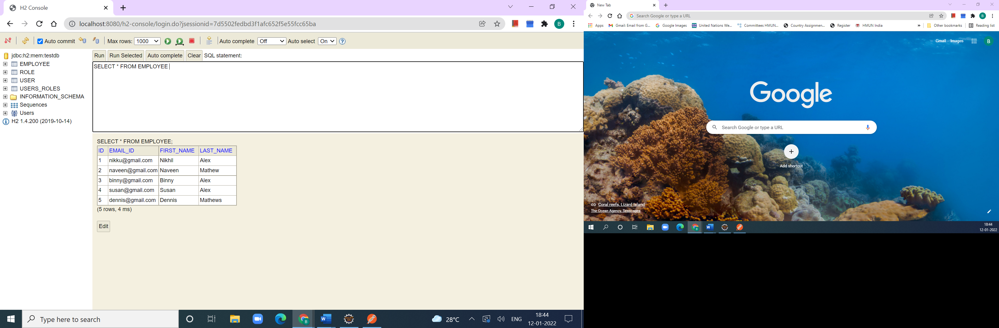 H2 Console
localhost:8080/h2-console/login.do?jsessionid=7d5502fedbd3f1afc652f5e55fcc65ba
B
Auto commit Max rows: 1000 Auto complete Off Auto select On
jdbc:h2:mem:testdb
EMPLOYEE
ROLE
USER
USERS_ROLES
INFORMATION_SCHEMA
Sequences
Users
H2 1.4.200 (2019-10-14)
Run Run Selected Auto complete Clear SQL statement:
SELECT * FROM EMPLOYEE
SELECT * FROM EMPLOYEE;
ID EMAIL_ID FIRST_NAME LAST_NAME
1 nikku@gmail.com Nikhil Alex
2 naveen@gmail.com Naveen Mathew
3 binny@gmail.com Binny Alex
4 susan@gmail.com Susan Alex
5 dennis@gmail.com Dennis Mathews
(5 rows, 4 ms)
Edit
Type here to search
28°C ENG 18:44
12-01-2022
New Tab
Search Google or type a URL
B
Apps Gmail: Email from G... Google Images UN United Nations We... Committees HMUN... Country Assignmen... Register HMUN India » Other bookmarks Reading list
Gmail Images B
Google
Search Google or type a URL
Add shortcut
Coral reefs, Lizard Island
The Ocean Agency, Seascapes
18:44
12-01-2022